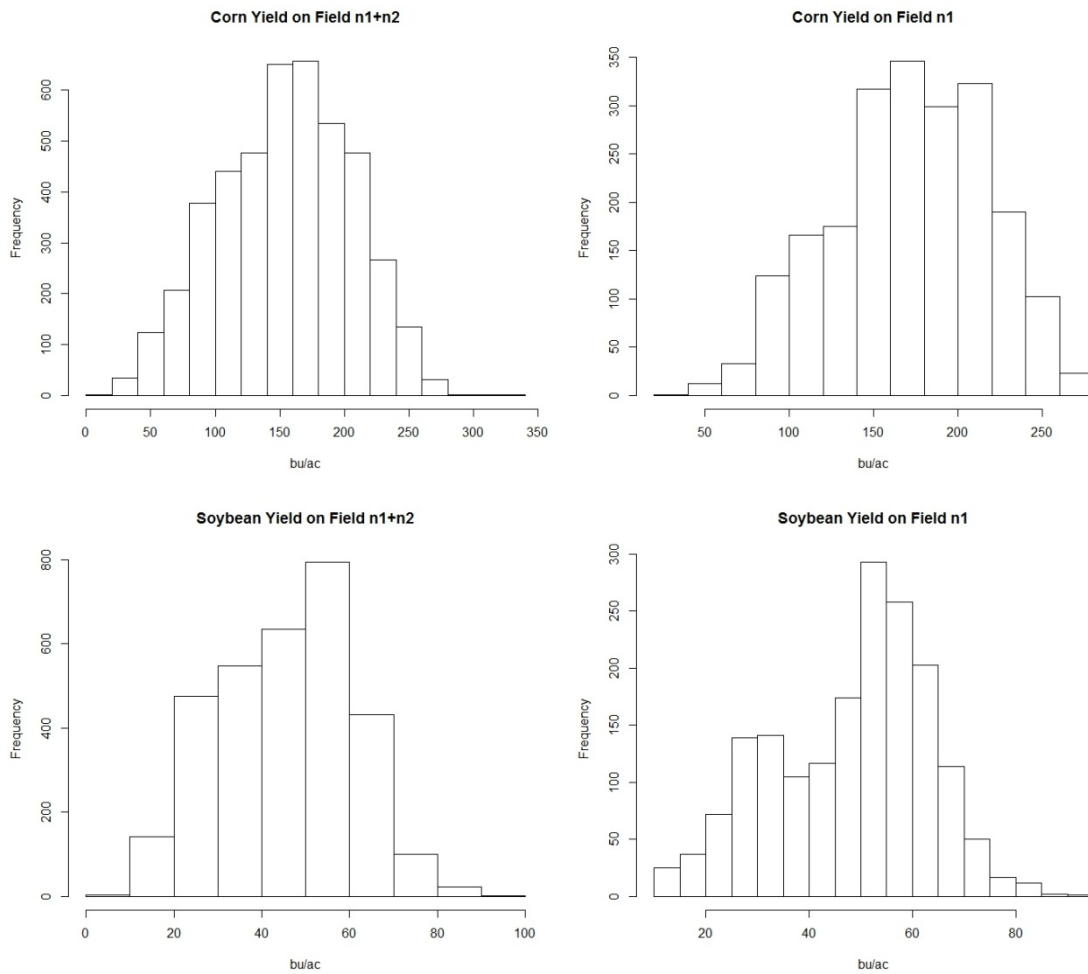 Corn Yield on Field n1+n2
Frequency
0 100 200 300 400 500 600
0 50 100 150 200 250 300 350
bu/ac
Corn Yield on Field n1
Frequency
0 50 100 150 200 250 300 350
50 100 150 200 250
bu/ac
Soybean Yield on Field n1+n2
Frequency
0 200 400 600 800
0 20 40 60 80 100
bu/ac
Soybean Yield on Field n1
Frequency
0 50 100 150 200 250 300
20 40 60 80
bu/ac